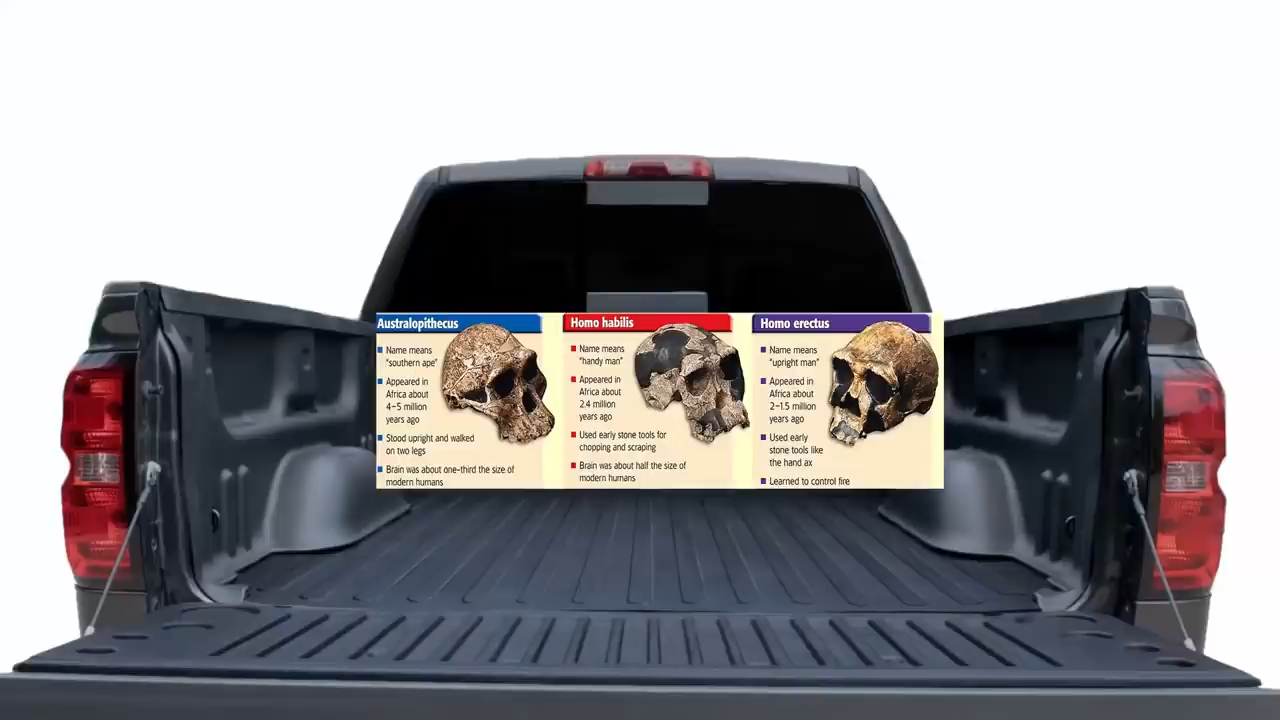 Australopithecus
Name means
"southern ape"
Appeared in
Africa about
4–5 million
years ago
Stood upright and walked
on two legs
Brain was about one-third the size of
modern humans
Homo habilis
Name means
"handy man"
Appeared in
Africa about
2.4 million
years ago
Used early stone tools for
chopping and scraping
Brain was about half the size of
modern humans
Homo erectus
Name means
"upright man"
Appeared in
Africa about
2–1.5 million
years ago
Used early
stone tools like
the hand ax
Learned to control fire